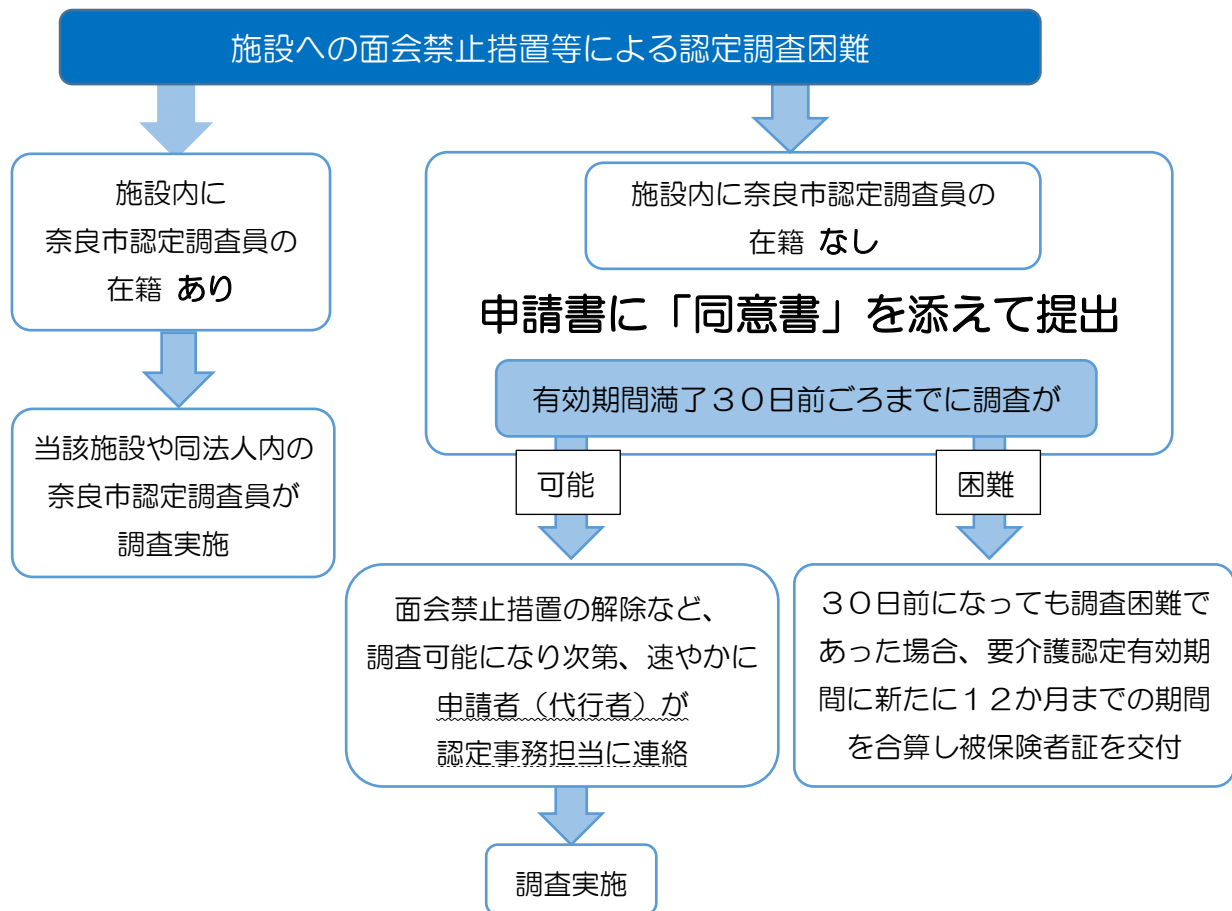 施設への面会禁止措置等による認定調査困難
施設内に
奈良市認定調査員の
在籍 あり
当該施設や同法人内の
奈良市認定調査員が
調査実施
施設内に奈良市認定調査員の
在籍 なし
申請書に「同意書」を添えて提出
有効期間満了３０日前ごろまでに調査が
可能
困難
面会禁止措置の解除など、
調査可能になり次第、速やかに
申請者（代行者）が
認定事務担当に連絡
調査実施
３０日前になっても調査困難で
あった場合、要介護認定有効期
間に新たに１２か月までの期間
を合算し被保険者証を交付